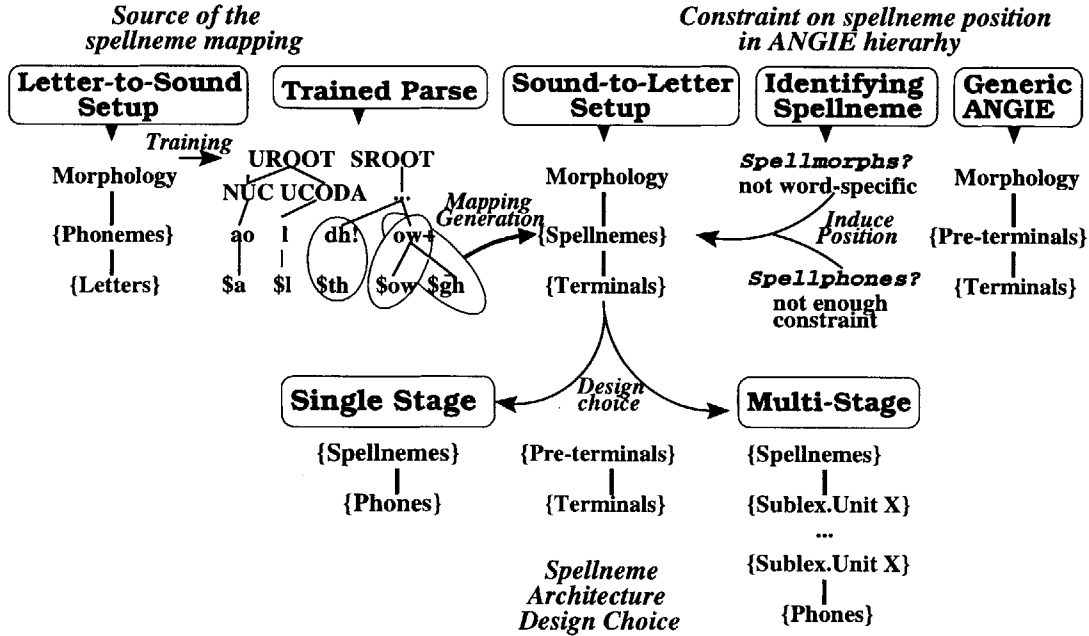 Source of the
spellneme mapping
Constraint on spellneme position
in ANGIE hierarhy
Letter-to-Sound
Setup
Trained Parse
Sound-to-Letter
Setup
Identifying
Spellneme
Generic
ANGIE
Training
Morphology
{Phonemes}
{Letters}
UROOT SROOT
NUC UCODA ...
ao l dh! ow+
$a $l $th $ow $gh
Mapping
Generation
Morphology
{Spellnemes}
{Terminals}
Spellmorphs?
not word-specific
Induce
Position
Spellphones?
not enough
constraint
Morphology
{Pre-terminals}
{Terminals}
Design
choice
Single Stage
Multi-Stage
{Spellnemes}
{Phones}
{Pre-terminals}
{Terminals}
{Spellnemes}
{Sublex.Unit X}
...
{Sublex.Unit X}
{Phones}
Spellneme
Architecture
Design Choice